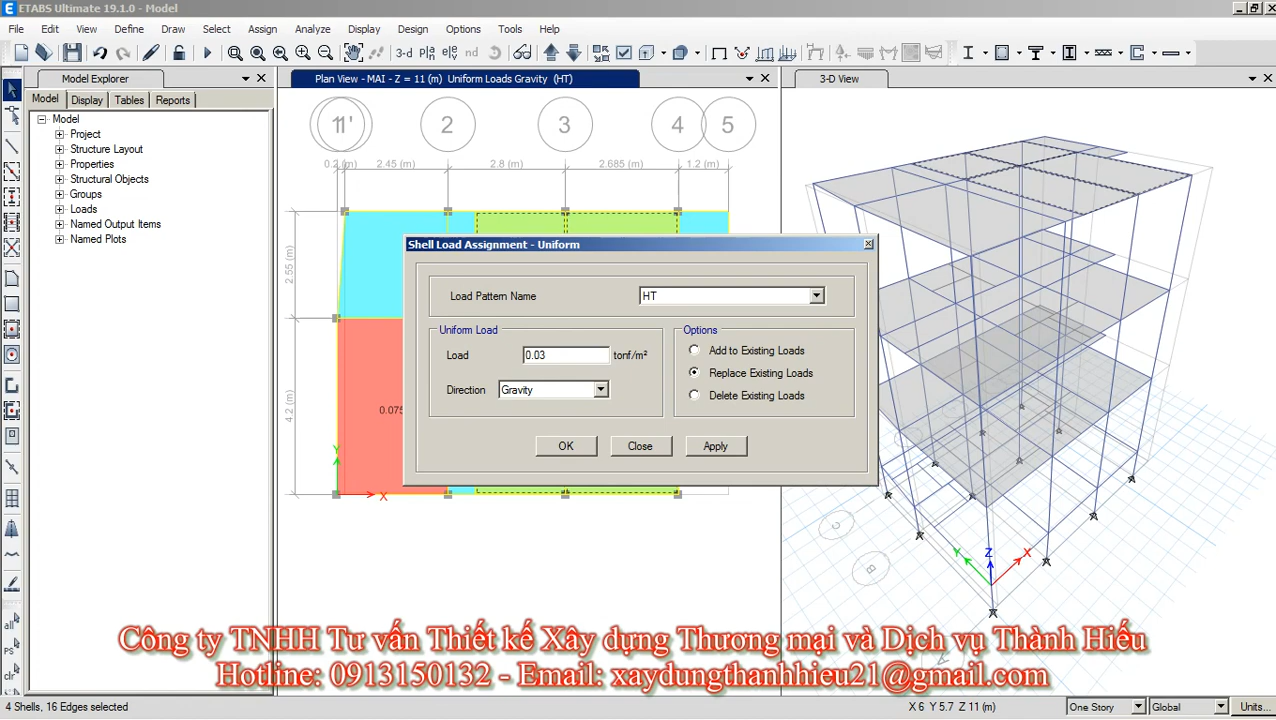 ETABS Ultimate 19.1.0 - Model
File Edit View Define Draw Select Assign Analyze Display Design Options Tools Help
3-d
Model Explorer
Model Display Tables Reports
Model
Project
Structure Layout
Properties
Structural Objects
Groups
Loads
Named Output Items
Named Plots
all
PS
clr
Plan View - MAI - Z = 11 (m) Uniform Loads Gravity (HT)
3-D View
1 1' 2 3 4 5
0.2 (m) 2.45 (m) 2.8 (m) 2.685 (m) 1.2 (m)
2.55 (m)
4.2 (m)
0.075
Y
X
Shell Load Assignment - Uniform
Load Pattern Name HT
Uniform Load
Load 0.03 tonf/m²
Direction Gravity
Options
Add to Existing Loads
Replace Existing Loads
Delete Existing Loads
OK Close Apply
C
B
A
Y Z X
Công ty TNHH Tư vấn Thiết kế Xây dựng Thương mại và Dịch vụ Thành Hiếu
Hotline: 0913150132 - Email: xaydungthanhhieu21@gmail.com
4 Shells, 16 Edges selected
X 6 Y 5.7 Z 11 (m)
One Story
Global
Units...